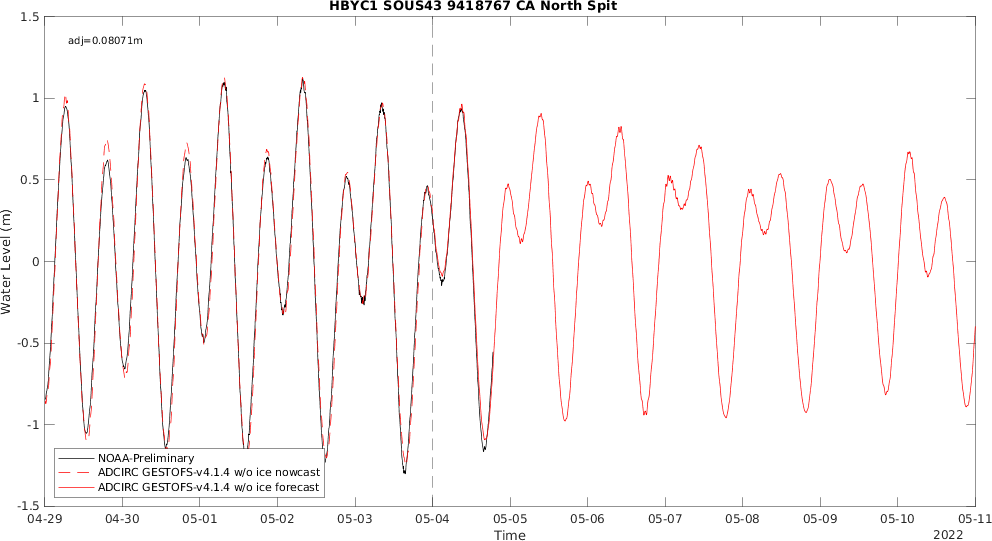 HBYC1 SOUS43 9418767 CA North Spit
adj=0.08071m
1.5
1
0.5
0
-0.5
-1
-1.5
Water Level (m)
NOAA-Preliminary
ADCIRC GESTOFS-v4.1.4 w/o ice nowcast
ADCIRC GESTOFS-v4.1.4 w/o ice forecast
04-29 04-30 05-01 05-02 05-03 05-04 05-05 05-06 05-07 05-08 05-09 05-10 05-11
Time
2022